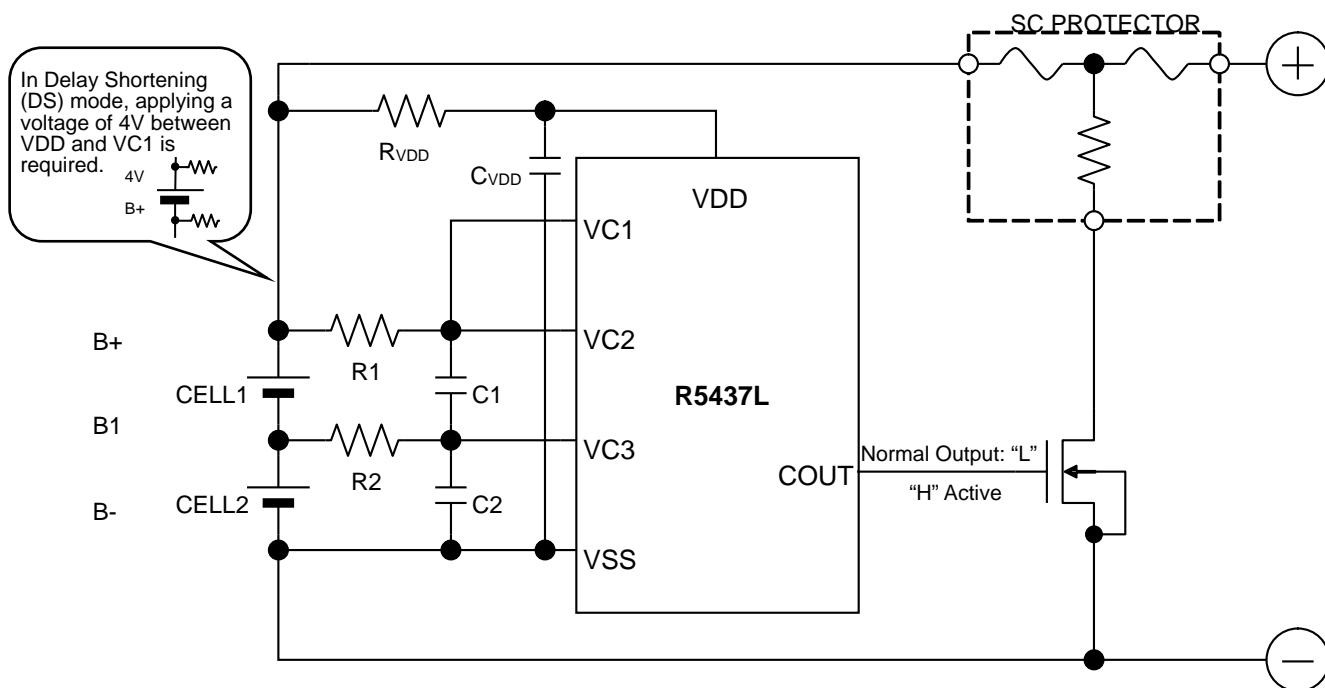 SC PROTECTOR
In Delay Shortening
(DS) mode, applying a
voltage of 4V between
VDD and VC1 is
required.
4V
B+
RVDD
CVDD
VDD
VC1
B+
R1
VC2
CELL1
C1
R5437L
B1
R2
VC3
Normal Output: “L”
COUT
“H” Active
B-
CELL2
C2
VSS
+
−